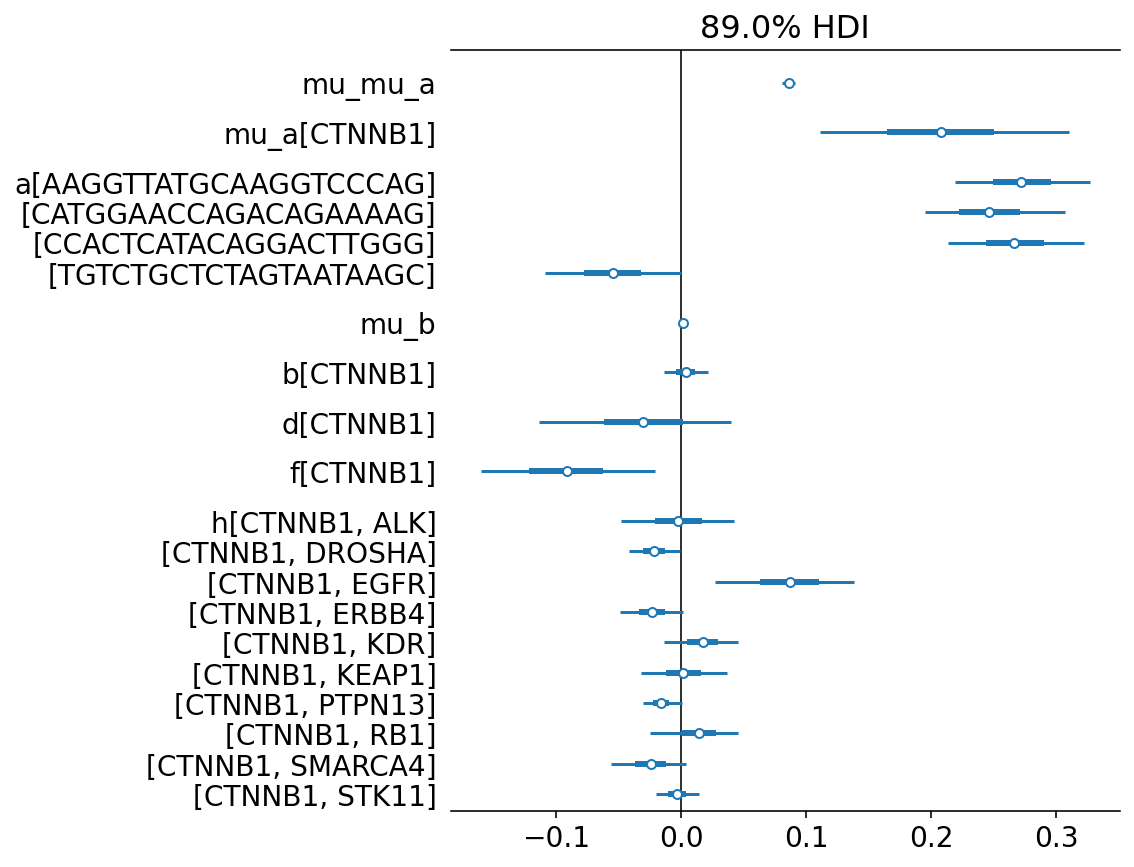 89.0% HDI
mu_mu_a
mu_a[CTNNB1]
a[AAGGTTATGCAAGGTCCCAG]
[CATGGAACCAGACAGAAAAG]
[CCACTCATACAGGACTTGGG]
[TGTCTGCTCTAGTAATAAGC]
mu_b
b[CTNNB1]
d[CTNNB1]
f[CTNNB1]
h[CTNNB1, ALK]
[CTNNB1, DROSHA]
[CTNNB1, EGFR]
[CTNNB1, ERBB4]
[CTNNB1, KDR]
[CTNNB1, KEAP1]
[CTNNB1, PTPN13]
[CTNNB1, RB1]
[CTNNB1, SMARCA4]
[CTNNB1, STK11]
−0.1 0.0 0.1 0.2 0.3